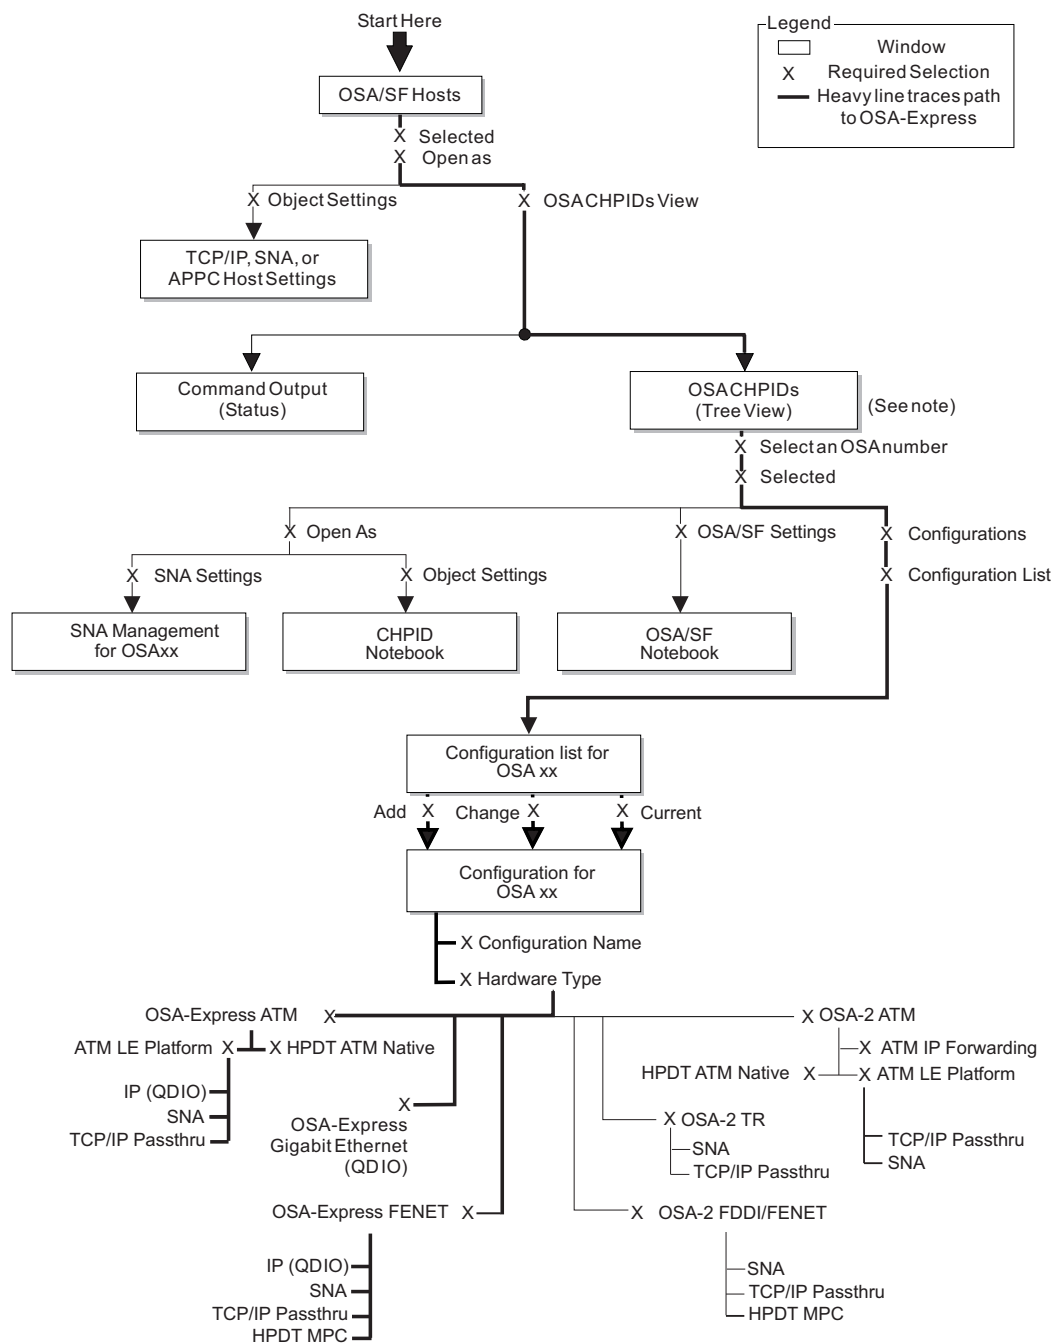 Start Here
Legend
Window
X Required Selection
Heavy line traces path
to OSA-Express
OSA/SF Hosts
X Selected
X Open as
X Object Settings
X OSA CHPIDs View
TCP/IP, SNA, or
APPC Host Settings
Command Output
(Status)
OSA CHPIDs
(Tree View)
(See note)
X Select an OSA number
X Selected
X Open As
X OSA/SF Settings
X Configurations
X SNA Settings
X Object Settings
X Configuration List
SNA Management
for OSAxx
CHPID
Notebook
OSA/SF
Notebook
Configuration list for
OSA xx
Add X Change X X Current
Configuration for
OSA xx
X Configuration Name
X Hardware Type
OSA-Express ATM X
X OSA-2 ATM
ATM LE Platform X X HPDT ATM Native
X ATM IP Forwarding
HPDT ATM Native X X ATM LE Platform
IP (QDIO)
SNA
TCP/IP Passthru
X
OSA-Express
Gigabit Ethernet
(QDIO)
X OSA-2 TR
SNA
TCP/IP Passthru
TCP/IP Passthru
SNA
OSA-Express FENET X
X OSA-2 FDDI/FENET
IP (QDIO)
SNA
TCP/IP Passthru
HPDT MPC
SNA
TCP/IP Passthru
HPDT MPC